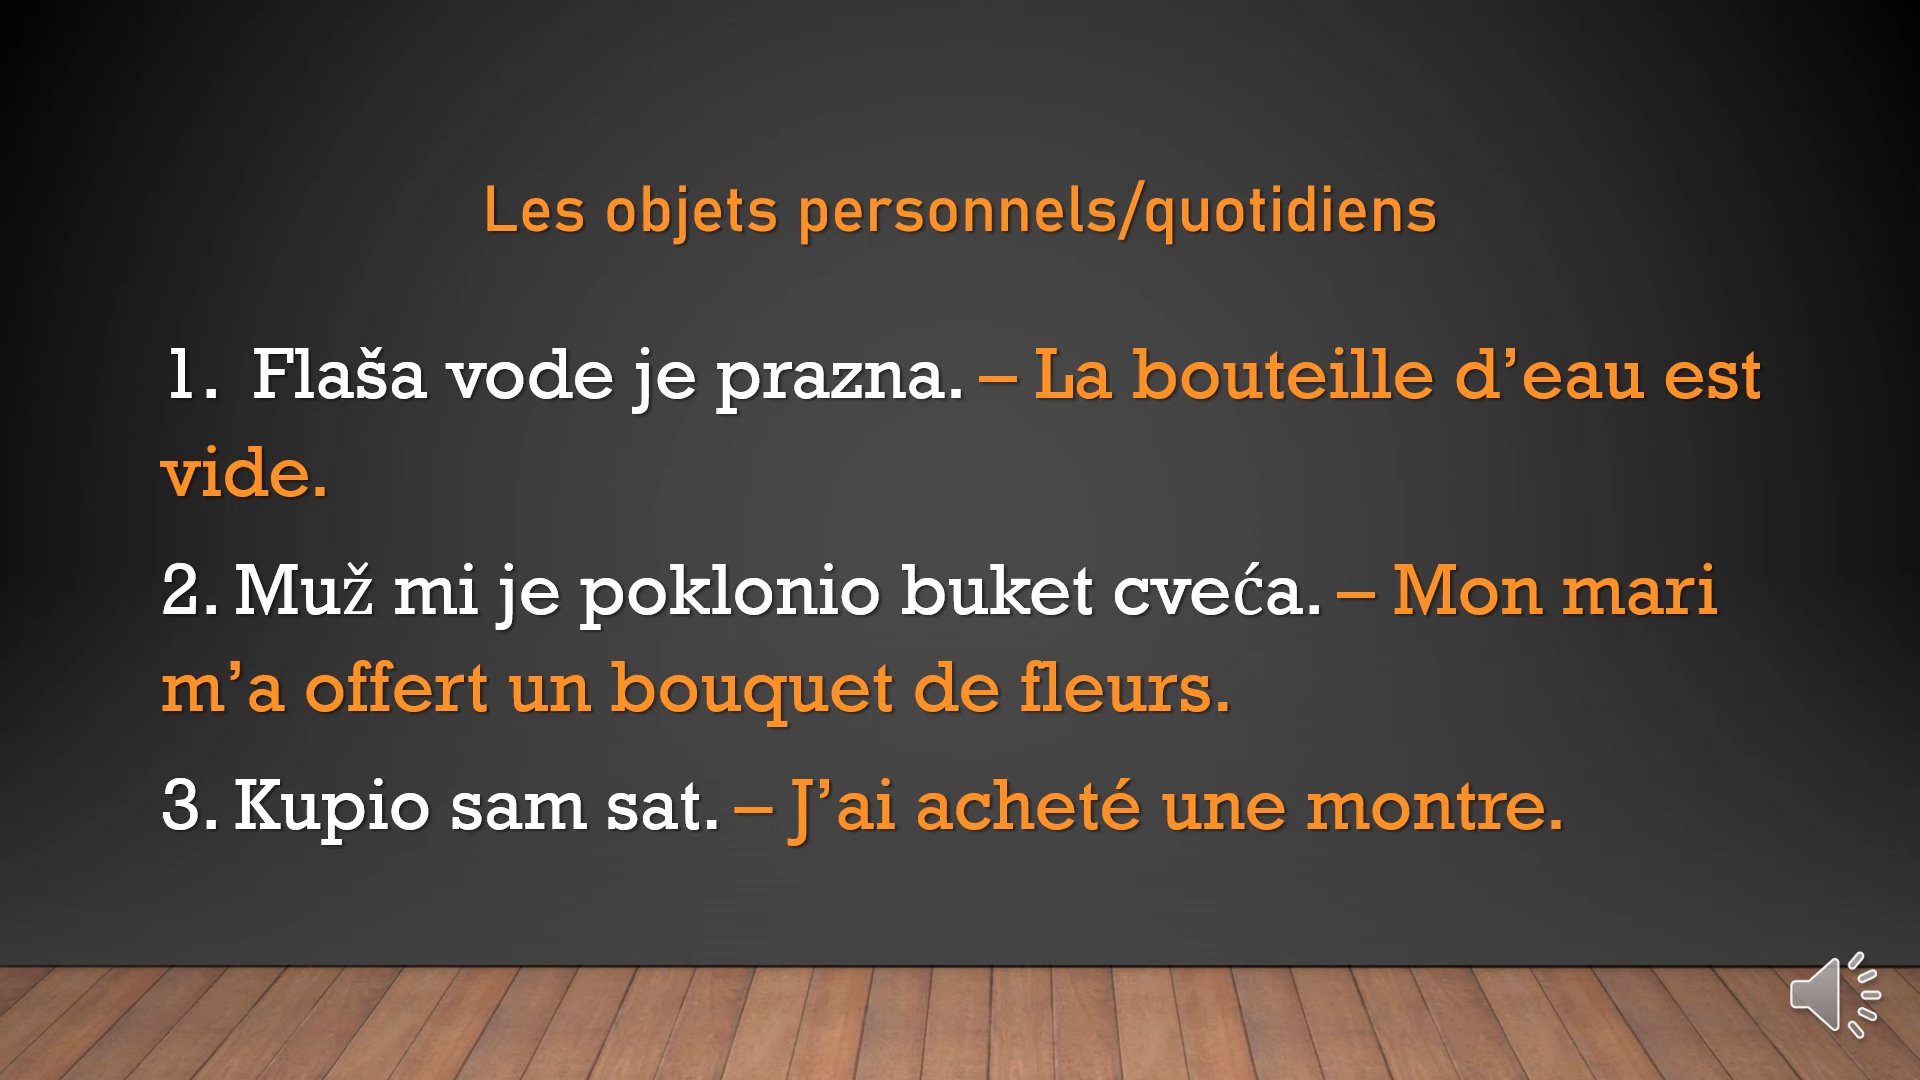 Les objets personnels/quotidiens
1. Flaša vode je prazna. – La bouteille d’eau est
vide.
2. Muž mi je poklonio buket cveća. – Mon mari
m’a offert un bouquet de fleurs.
3. Kupio sam sat. – J’ai acheté une montre.